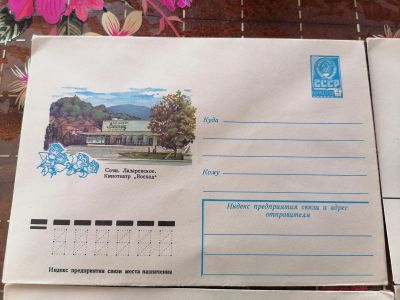 СССР
Куда
Сочи. Лазаревское.
Кинотеатр „Восход“
Кому
Индекс предприятия связи и адрес
отправителя
Индекс предприятия связи места назначения